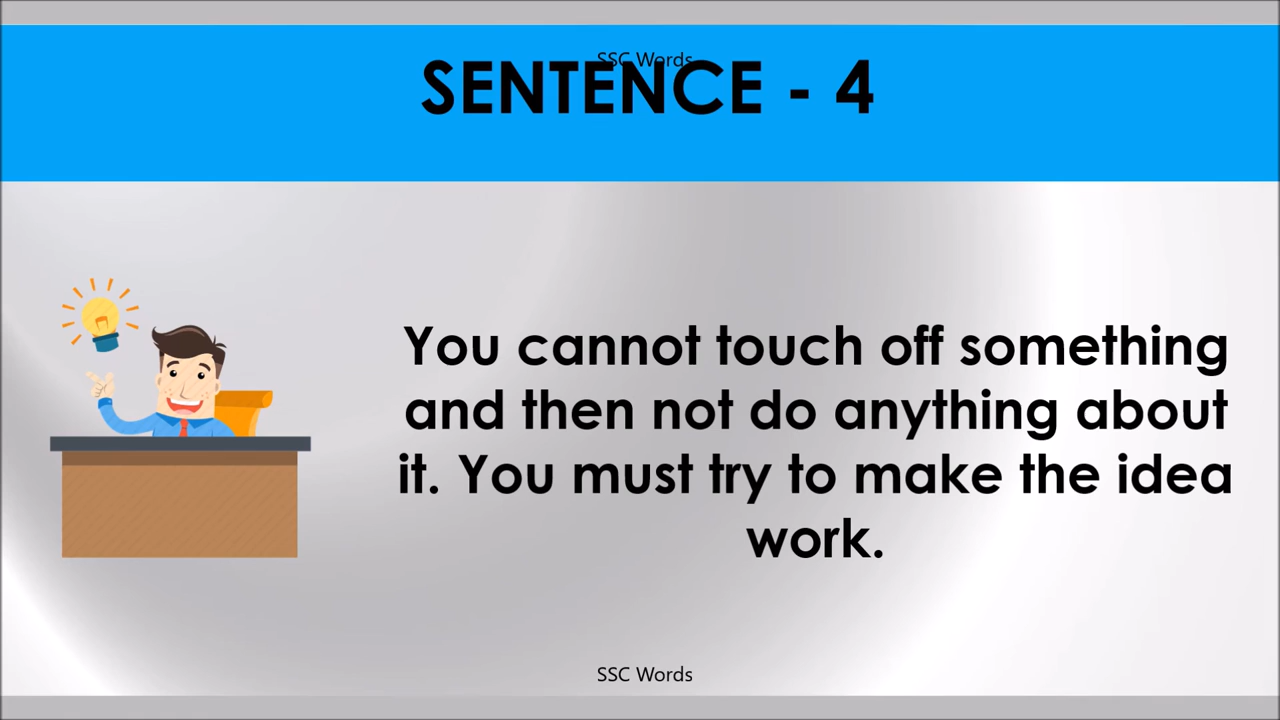 SSC Words
SENTENCE - 4
You cannot touch off something
and then not do anything about
it. You must try to make the idea
work.
SSC Words